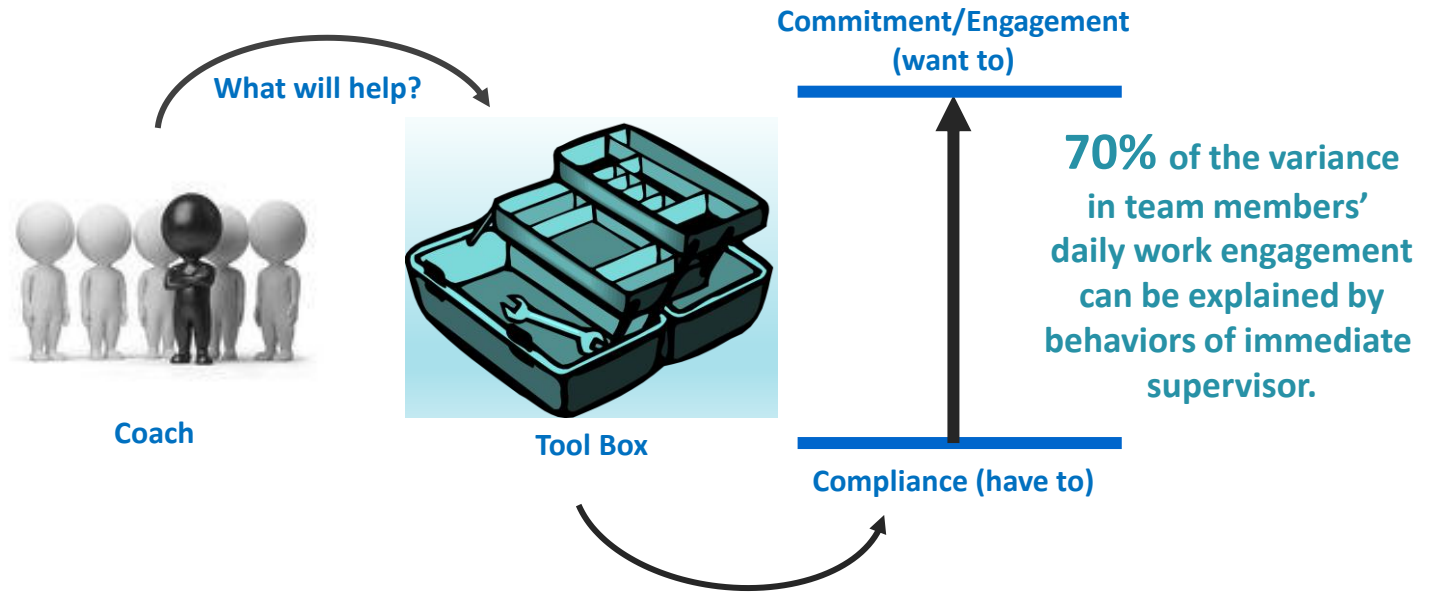 What will help?
Coach
Tool Box
Commitment/Engagement
(want to)
Compliance (have to)
70% of the variance
in team members’
daily work engagement
can be explained by
behaviors of immediate
supervisor.